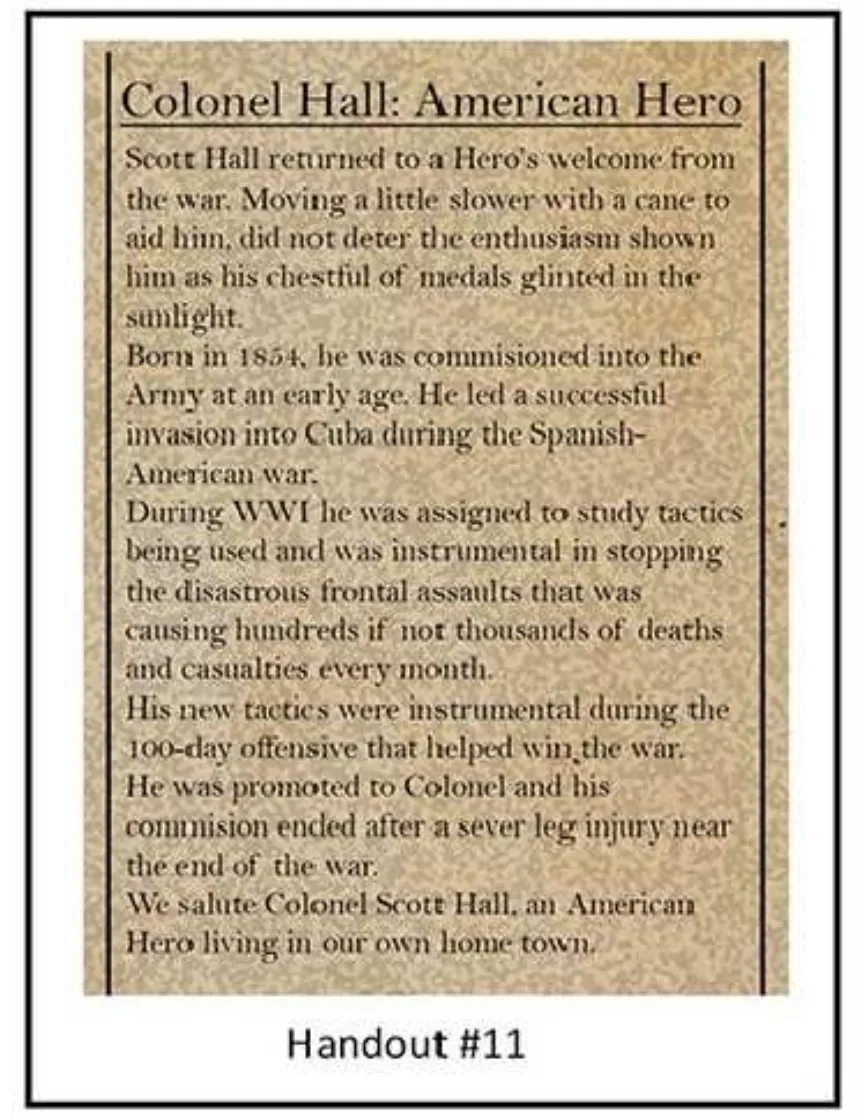 Colonel Hall: American Hero
Scott Hall returned to a Hero's welcome from
the war. Moving a little slower with a cane to
aid him, did not deter the enthusiasm shown
him as his chestful of medals glinted in the
sunlight.
Born in 1854, he was commisioned into the
Army at an early age. He led a successful
invasion into Cuba during the Spanish-
American war.
During WWI he was assigned to study tactics
being used and was instrumental in stopping
the disastrous frontal assaults that was
causing hundreds if not thousands of deaths
and casualties every month.
His new tactics were instrumental during the
100-day offensive that helped win the war.
He was promoted to Colonel and his
commision ended after a sever leg injury near
the end of the war.
We salute Colonel Scott Hall, an American
Hero living in our own home town.
Handout #11